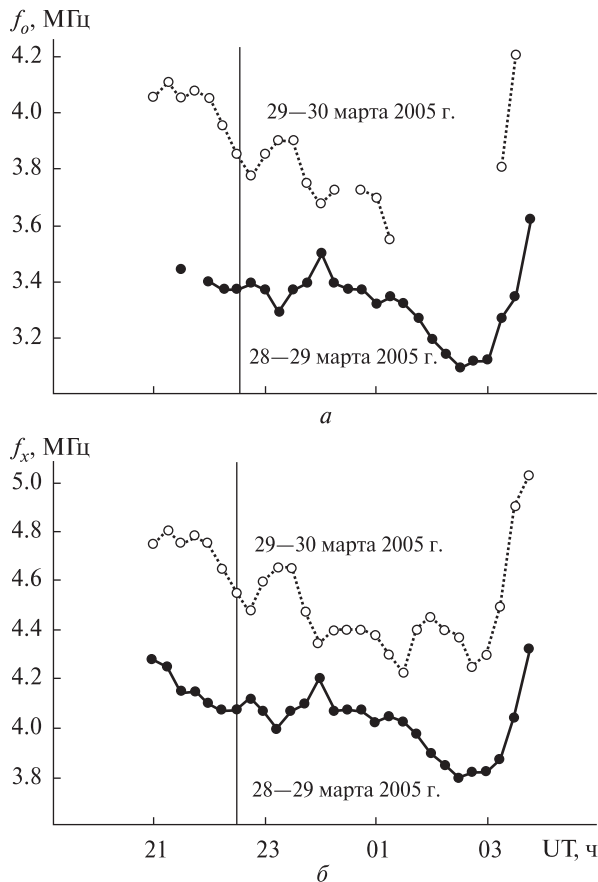 f₀, МГц
4.2
4.0
29—30 марта 2005 г.
3.8
3.6
3.4
3.2
28—29 марта 2005 г.
а
fₓ, МГц
5.0
4.8
29—30 марта 2005 г.
4.6
4.4
4.2
4.0
3.8
28—29 марта 2005 г.
21 23 01 03 UT, ч
б